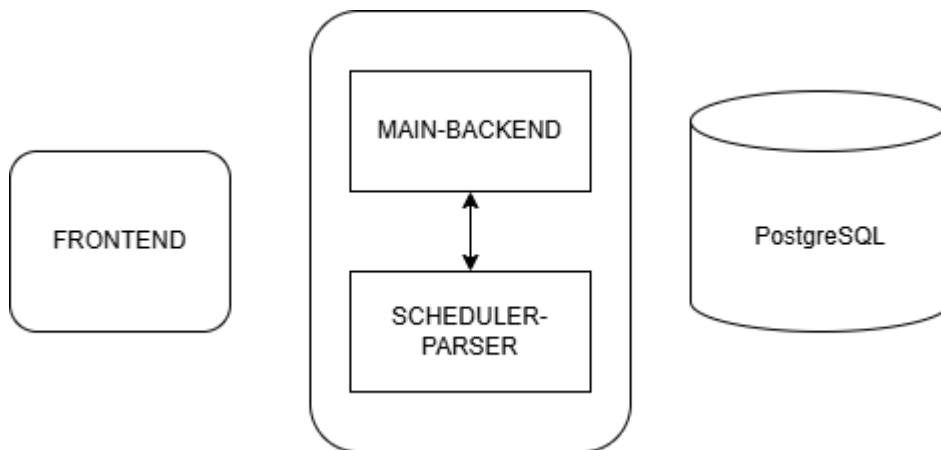 FRONTEND
MAIN-BACKEND
SCHEDULER-
PARSER
PostgreSQL